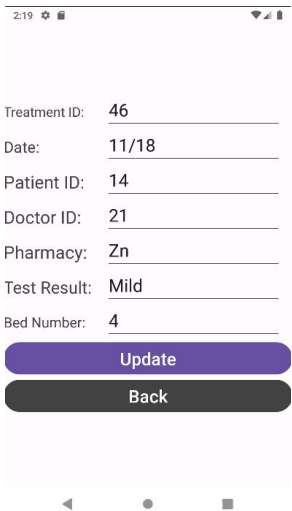 2:19
Treatment ID: 46
Date: 11/18
Patient ID: 14
Doctor ID: 21
Pharmacy: Zn
Test Result: Mild
Bed Number: 4
Update
Back